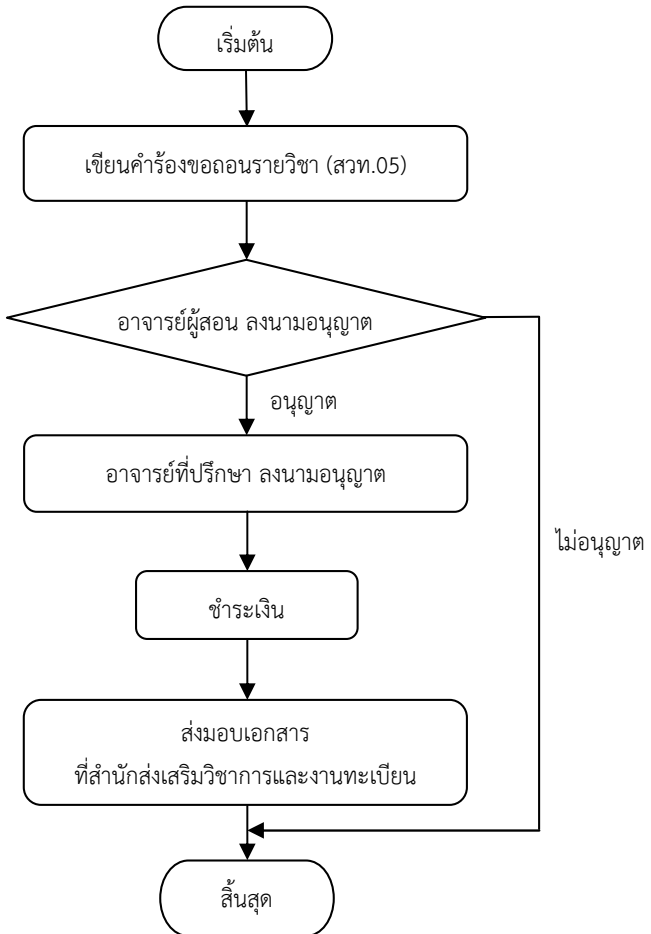 เริ่มต้น
เขียนคำร้องขอถอนรายวิชา (สวท.05)
อาจารย์ผู้สอน ลงนามอนุญาต
อนุญาต
อาจารย์ที่ปรึกษา ลงนามอนุญาต
ไม่อนุญาต
ชำระเงิน
ส่งมอบเอกสาร
ที่สำนักส่งเสริมวิชาการและงานทะเบียน
สิ้นสุด